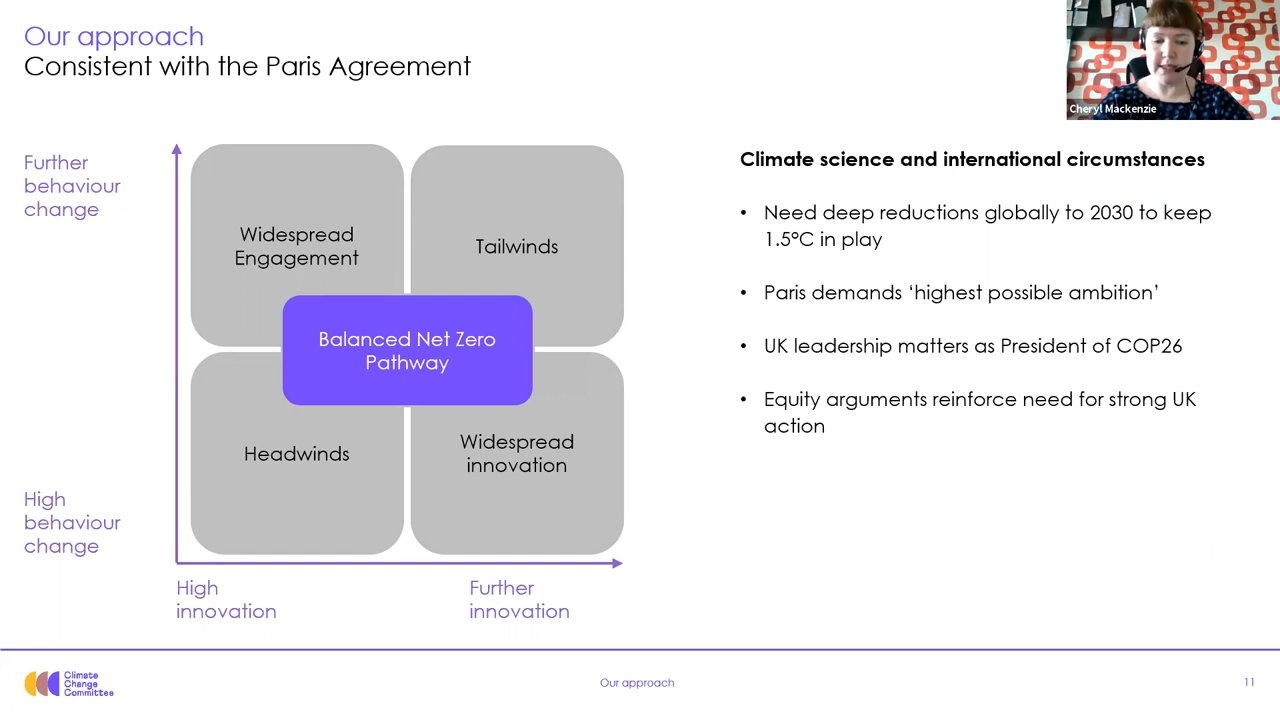 Our approach
Consistent with the Paris Agreement
Cheryl Mackenzie
Further
behaviour
change
Widespread
Engagement
Tailwinds
Balanced Net Zero
Pathway
Headwinds
Widespread
innovation
High
behaviour
change
High
innovation
Further
innovation
Climate science and international circumstances
• Need deep reductions globally to 2030 to keep
1.5°C in play
• Paris demands ‘highest possible ambition’
• UK leadership matters as President of COP26
• Equity arguments reinforce need for strong UK
action
Climate
Change
Committee
Our approach
11